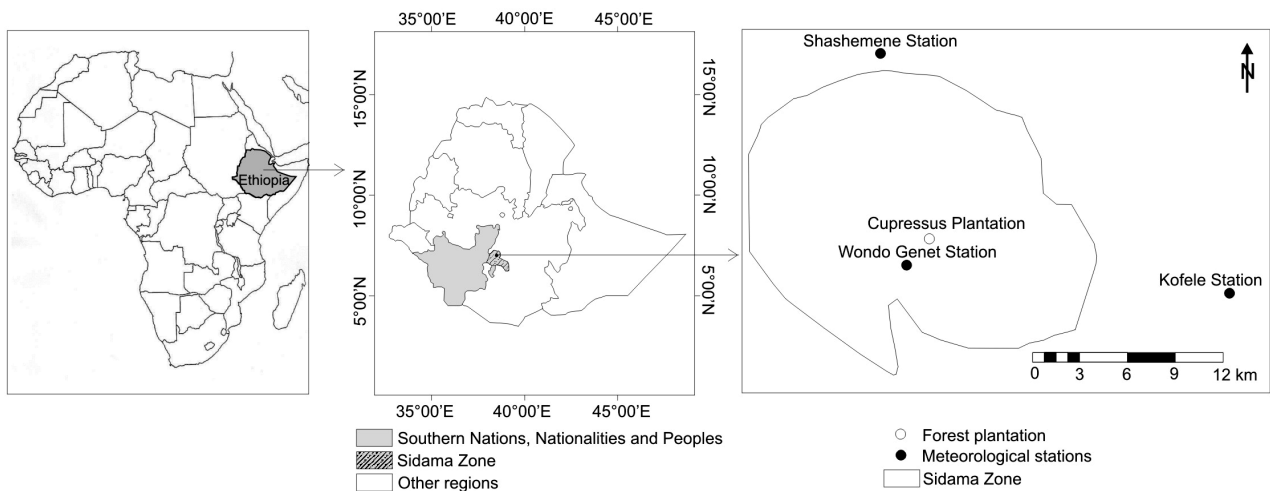 Ethiopia
35°00'E 40°00'E 45°00'E
15°00'N
10°00'N
5°00'N
15°00'N
10°00'N
5°00'N
35°00'E 40°00'E 45°00'E
Southern Nations, Nationalities and Peoples
Sidama Zone
Other regions
Shashemene Station
N
Cupressus Plantation
Wondo Genet Station
Kofele Station
0 3 6 9 12 km
Forest plantation
Meteorological stations
Sidama Zone